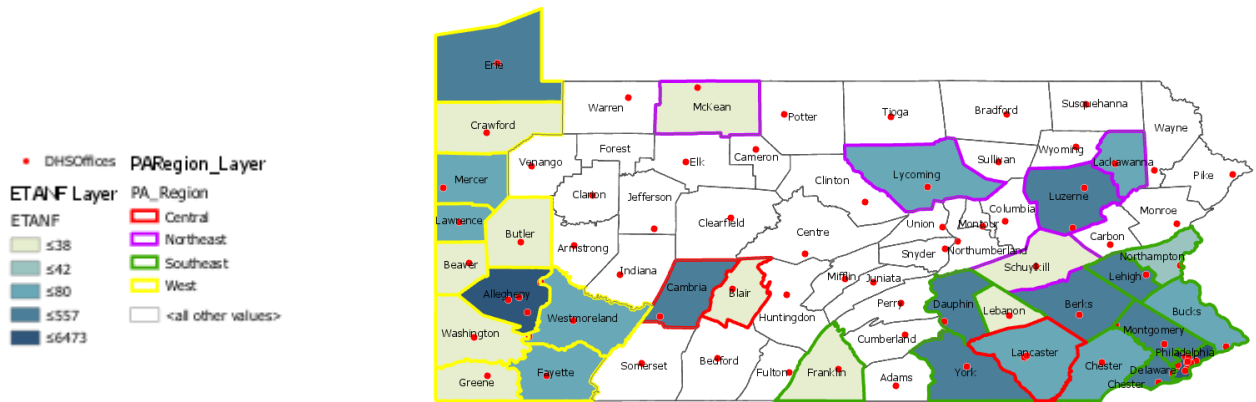 DHSOffices
PARegion_Layer
ETANF Layer
PA_Region
ETANF
Central
≤38
Northeast
≤42
Southeast
≤80
West
≤557
<all other values>
≤6473
Erie
Warren
McKean
Potter
Tioga
Bradford
Susquehanna
Wayne
Crawford
Forest
Elk
Cameron
Wyoming
Lackawanna
Venango
Sullivan
Pike
Mercer
Clarion
Jefferson
Clinton
Lycoming
Luzerne
Monroe
Lawrence
Clearfield
Columbia
Montour
Union
Butler
Armstrong
Centre
Snyder
Northumberland
Carbon
Beaver
Indiana
Mifflin
Juniata
Schuylkill
Northampton
Lehigh
Allegheny
Cambria
Blair
Huntingdon
Perry
Dauphin
Lebanon
Berks
Bucks
Westmoreland
Montgomery
Washington
Cumberland
Lancaster
Philadelphia
Somerset
Bedford
Fulton
Franklin
Adams
York
Chester
Delaware
Greene
Fayette
Chester